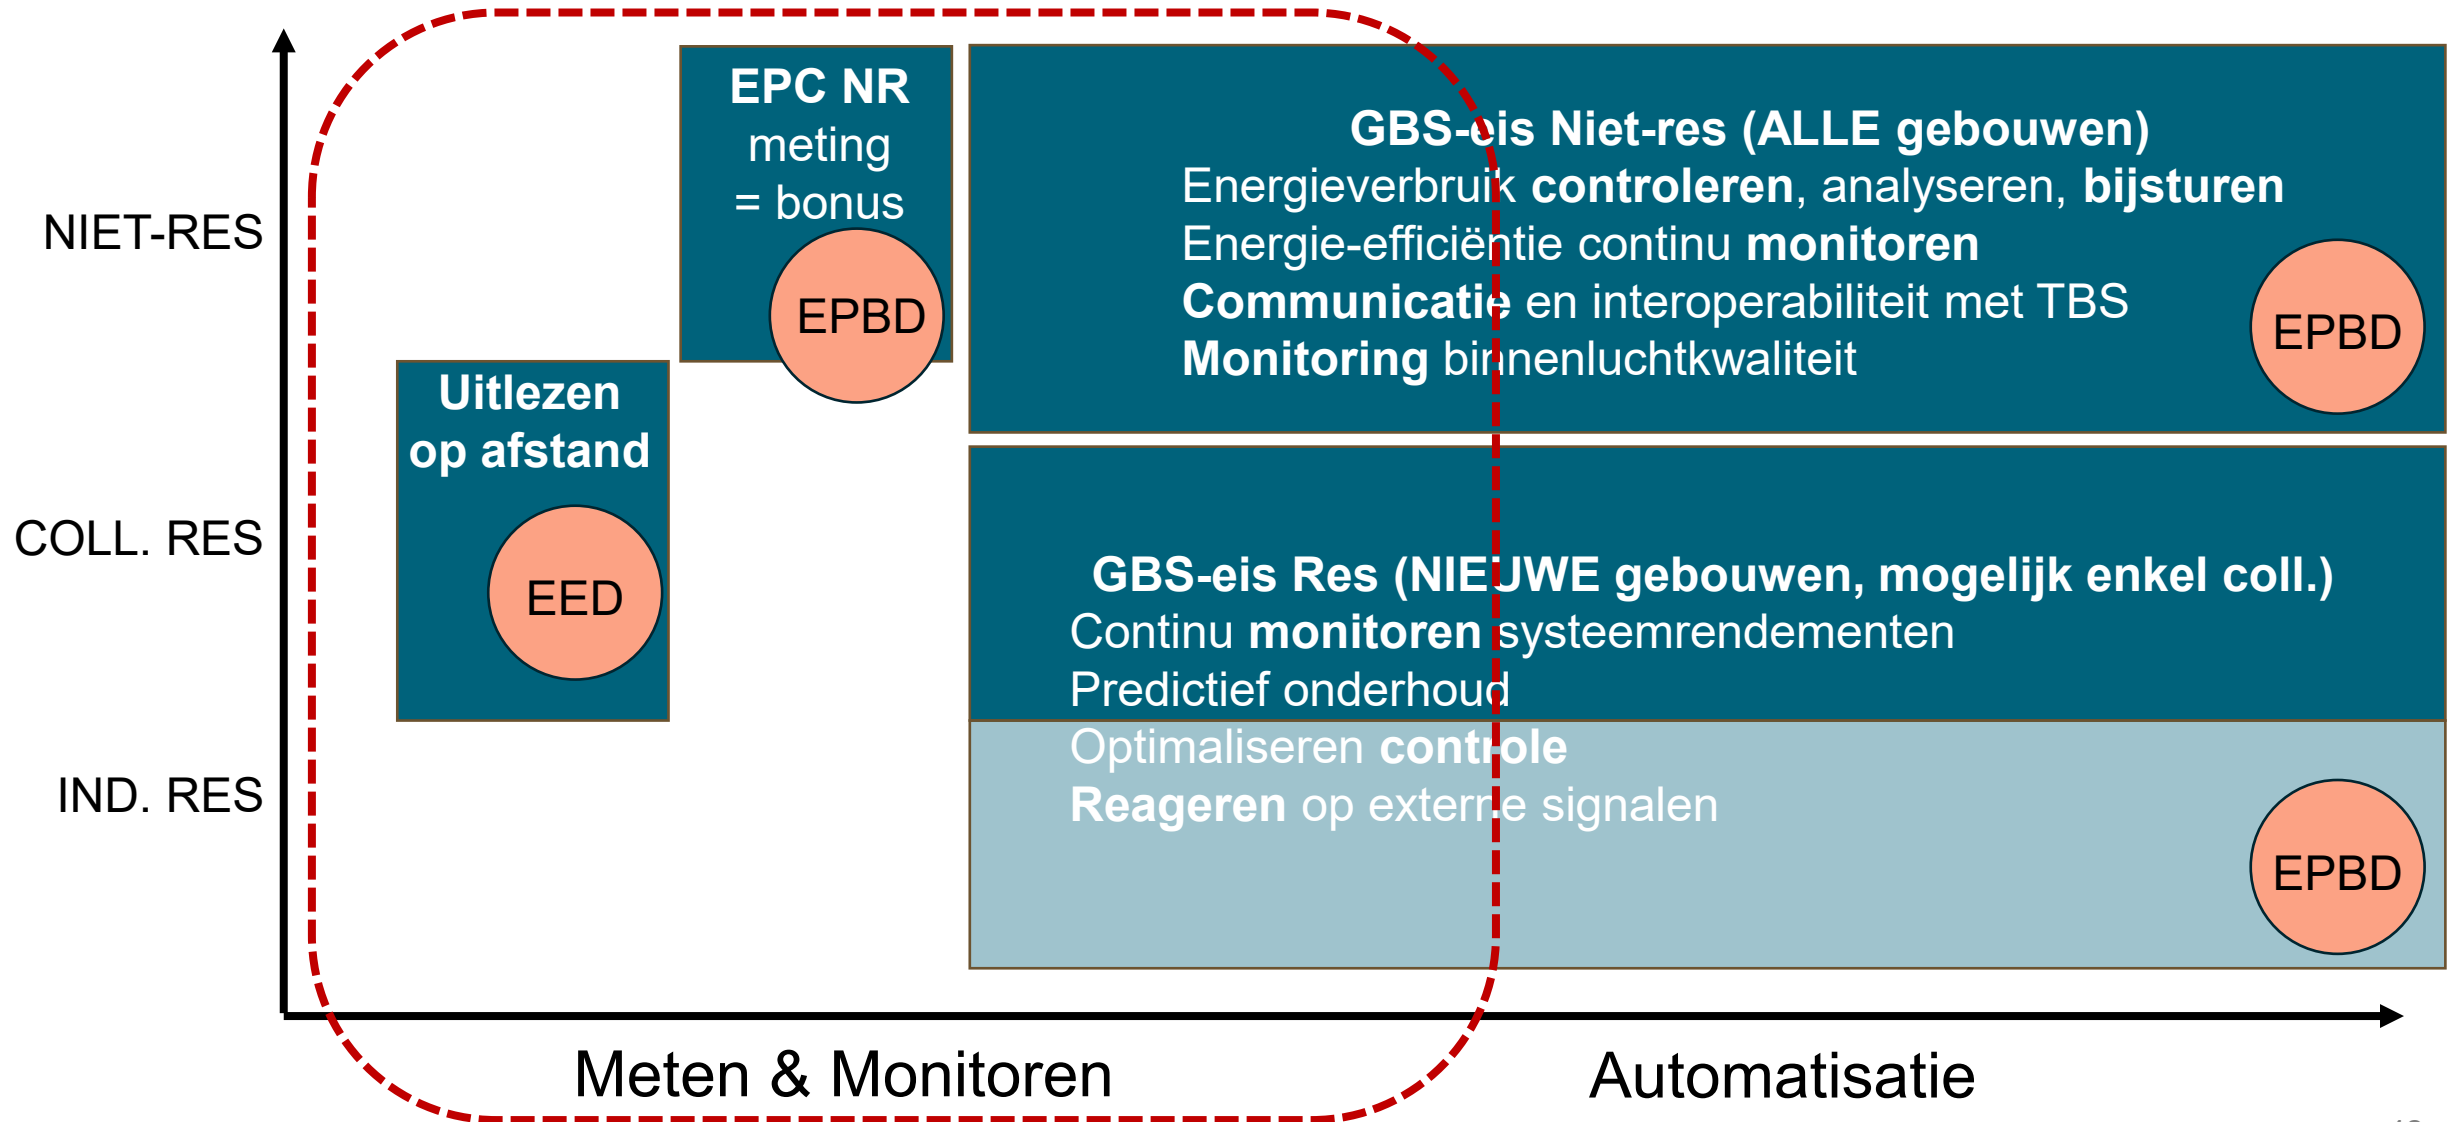 EPC NR
meting
= bonus
EPBD
GBS-eis Niet-res (ALLE gebouwen)
Energieverbruik controleren, analyseren, bijsturen
Energie-efficiëntie continu monitoren
Communicatie en interoperabiliteit met TBS
Monitoring binnenluchtkwaliteit
EPBD
NIET-RES
Uitlezen
op afstand
EED
COLL. RES
GBS-eis Res (NIEUWE gebouwen, mogelijk enkel coll.)
Continu monitoren systeemrendementen
Predictief onderhoud
Optimaliseren controle
Reageren op externe signalen
EPBD
IND. RES
Meten & Monitoren
Automatisatie